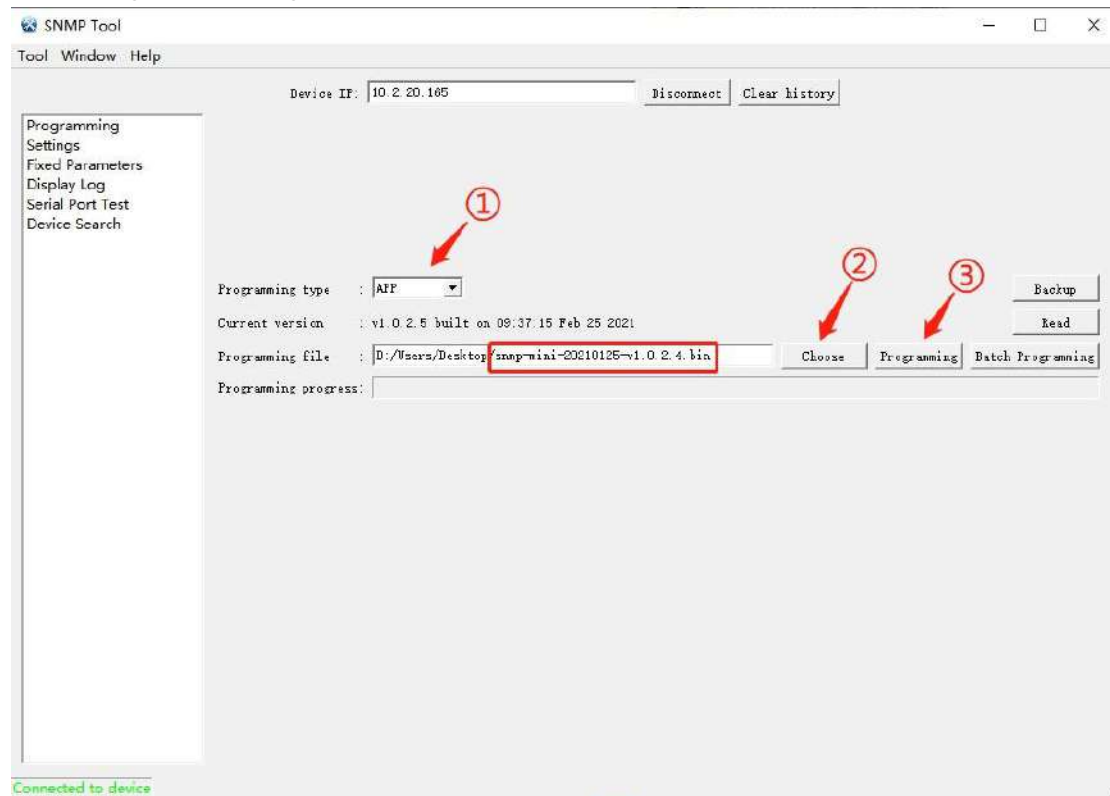 SNMP Tool
Tool Window Help
Device IP: 10.2.20.165 Disconnect Clear history
Programming
Settings
Fixed Parameters
Display Log
Serial Port Test
Device Search
①
②
③
Programming type : APP Backup
Current version : v1.0.2.5 built on 09:37:15 Feb 25 2021 Read
Programming file : D:/Users/Desktop/snmp-mini-20210125-v1.0.2.4.bin Choose Programming Batch Programming
Programming progress:
Connected to device